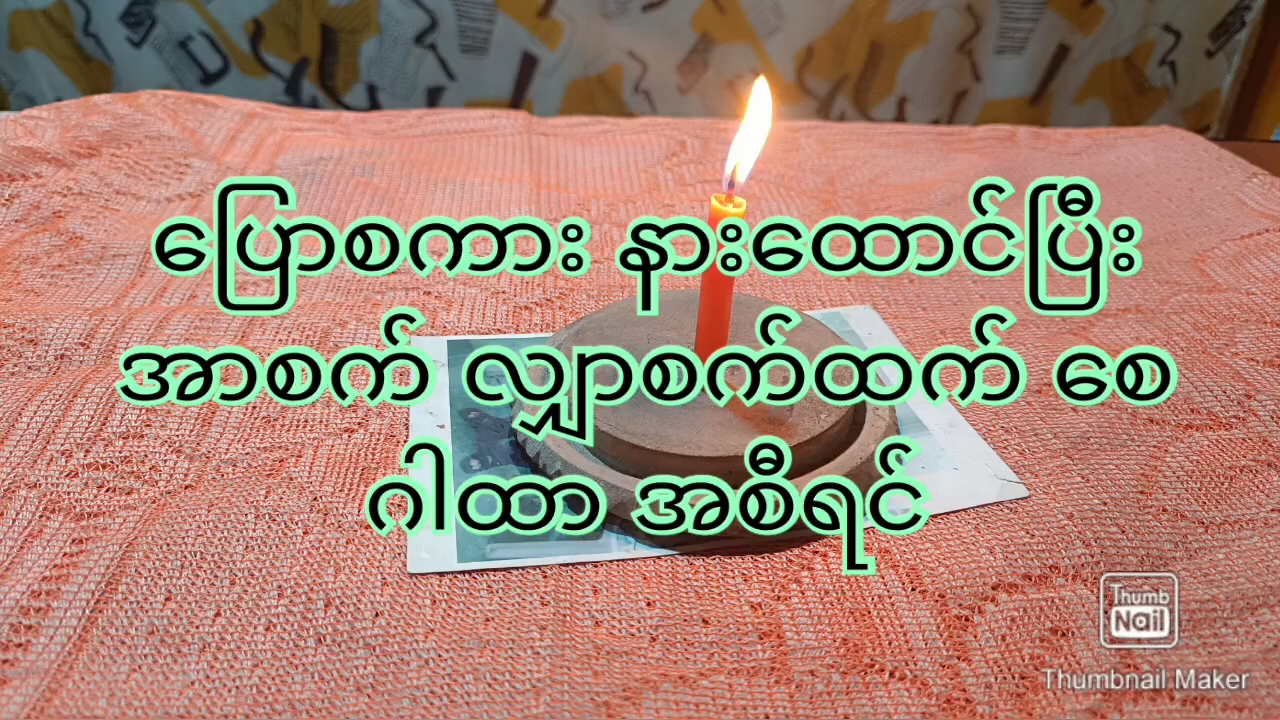 ပြောစကား နားထောင်ပြီး
အာစက် လျှာစက်ထက် စေ
ဂါထာ အစီရင်
Thumb
Nail
Thumbnail Maker